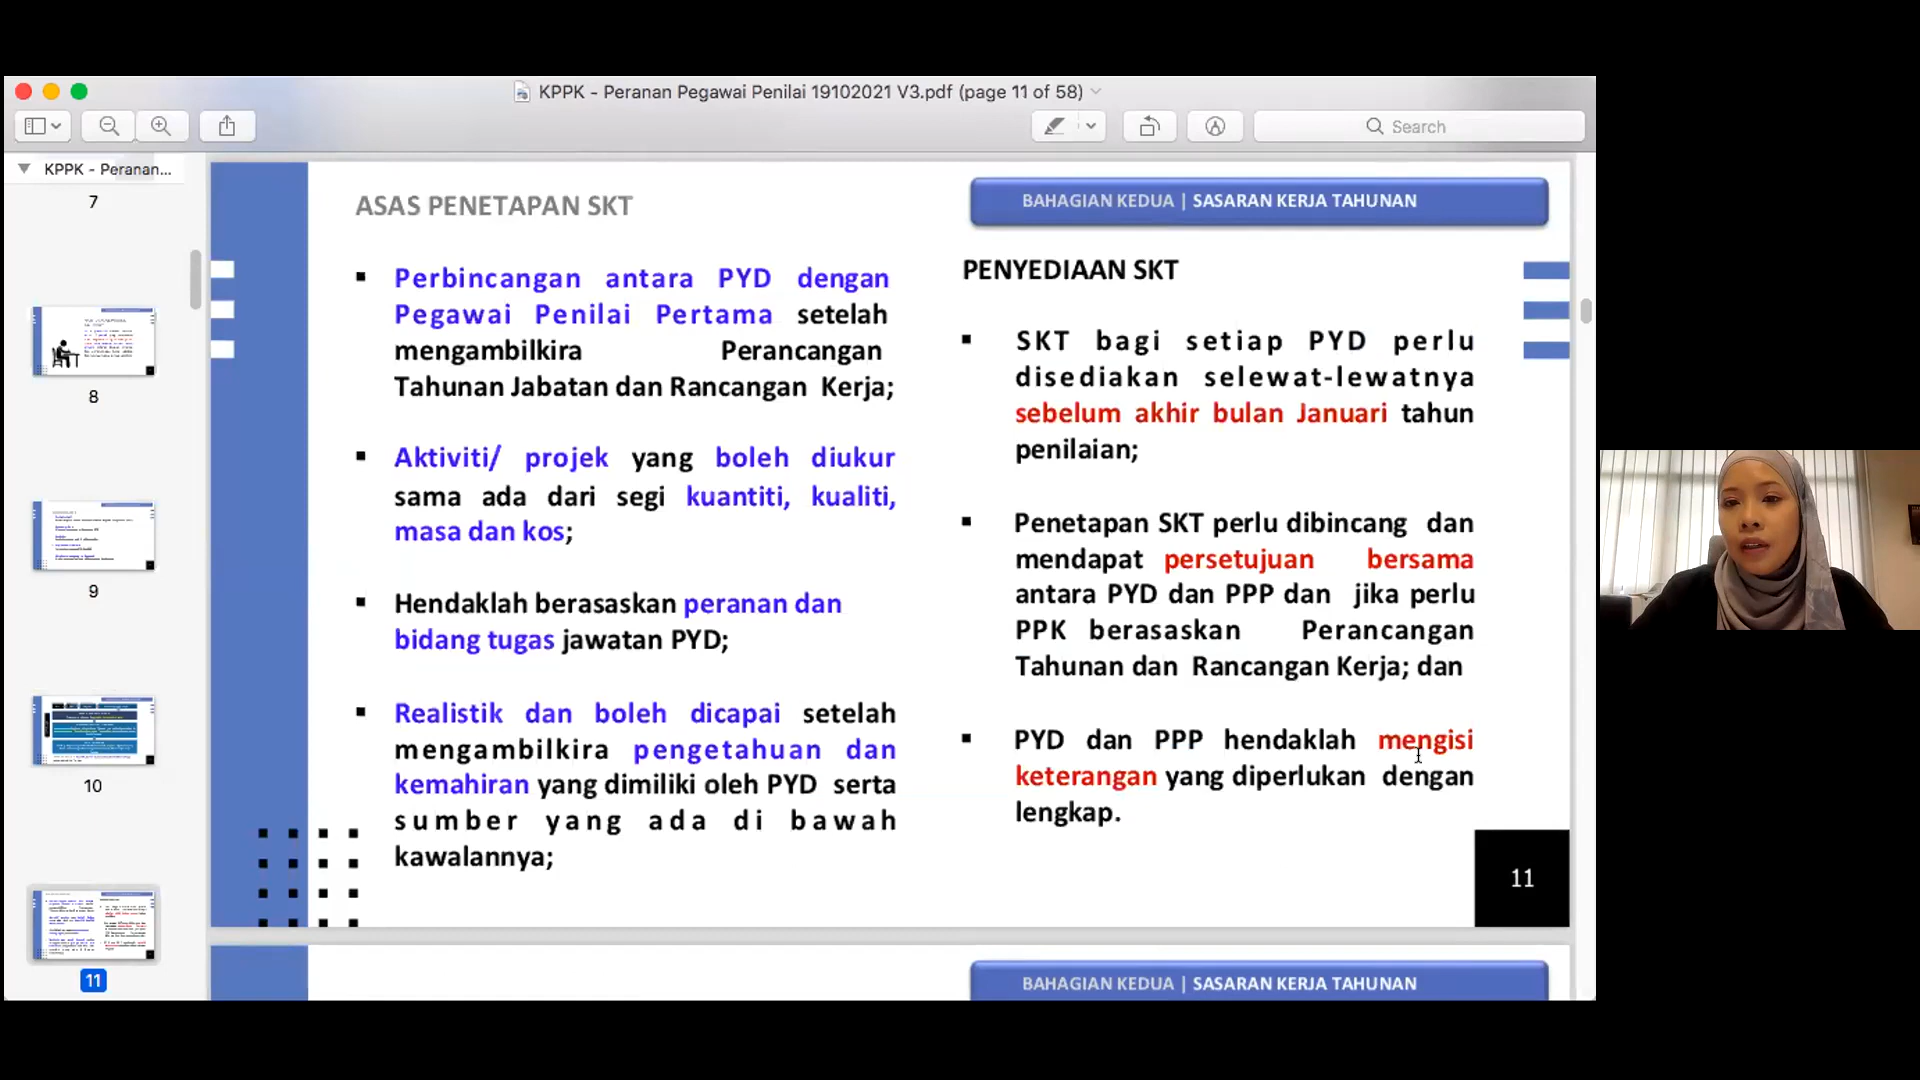 KPPK - Peranan Pegawai Penilai 19102021 V3.pdf (page 11 of 58)
Search
KPPK - Peranan...
7
8
9
10
11
ASAS PENETAPAN SKT
Perbincangan antara PYD dengan
Pegawai Penilai Pertama setelah
mengambilkira Perancangan
Tahunan Jabatan dan Rancangan Kerja;
Aktiviti/ projek yang boleh diukur
sama ada dari segi kuantiti, kualiti,
masa dan kos;
Hendaklah berasaskan peranan dan
bidang tugas jawatan PYD;
Realistik dan boleh dicapai setelah
mengambilkira pengetahuan dan
kemahiran yang dimiliki oleh PYD serta
sumber yang ada di bawah
kawalannya;
BAHAGIAN KEDUA | SASARAN KERJA TAHUNAN
PENYEDIAAN SKT
SKT bagi setiap PYD perlu
disediakan selewat-lewatnya
sebelum akhir bulan Januari tahun
penilaian;
Penetapan SKT perlu dibincang dan
mendapat persetujuan bersama
antara PYD dan PPP dan jika perlu
PPK berasaskan Perancangan
Tahunan dan Rancangan Kerja; dan
PYD dan PPP hendaklah mengisi
keterangan yang diperlukan dengan
lengkap.
11
BAHAGIAN KEDUA | SASARAN KERJA TAHUNAN